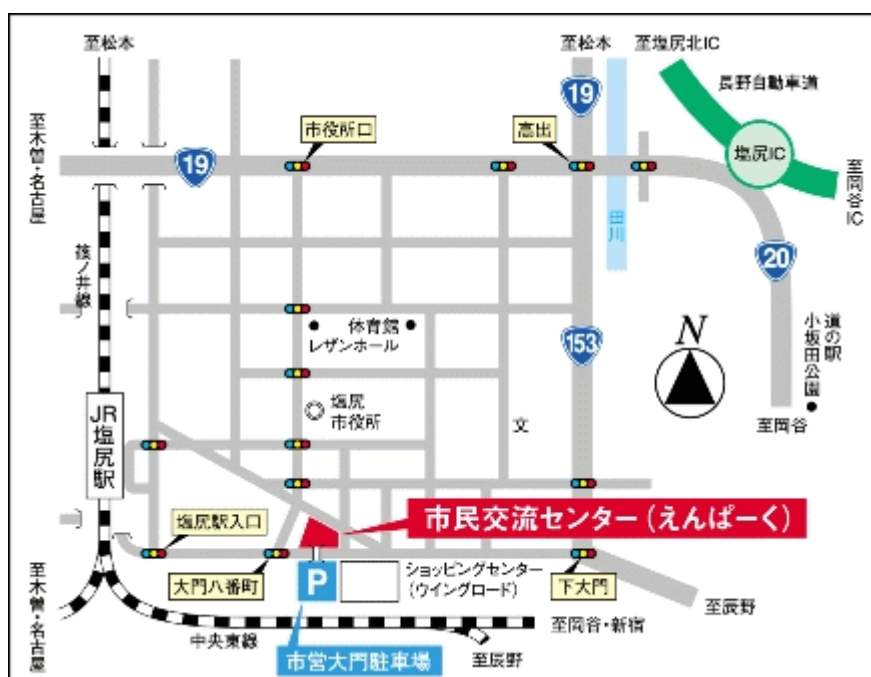 至松本
至松本
至塩尻北IC
長野自動車道
19
市役所口
高出
塩尻IC
至木曽・名古屋
19
至岡谷IC
田川
篠ノ井線
20
体育館
レザンホール
153
N
道の駅
小坂田公園
塩尻
市役所
文
至岡谷
JR塩尻駅
市民交流センター(えんぱーく)
塩尻駅入口
大門八番町
P
ショッピングセンター
(ウイングロード)
下大門
至木曽・名古屋
至辰野
中央東線
至岡谷・新宿
市営大門駐車場
至辰野